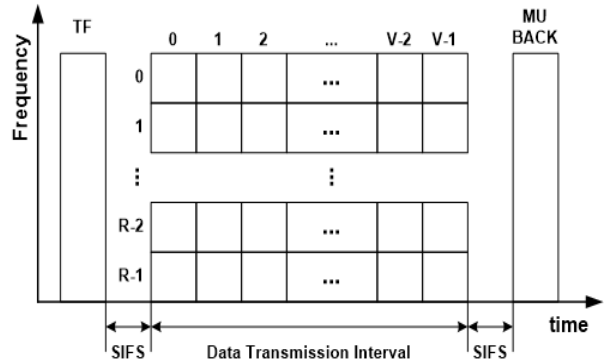 TF
MU
BACK
0 1 2 ... V-2 V-1
Frequency
0 ...
1 ...
... ...
R-2 ...
R-1 ...
time
SIFS Data Transmission Interval SIFS